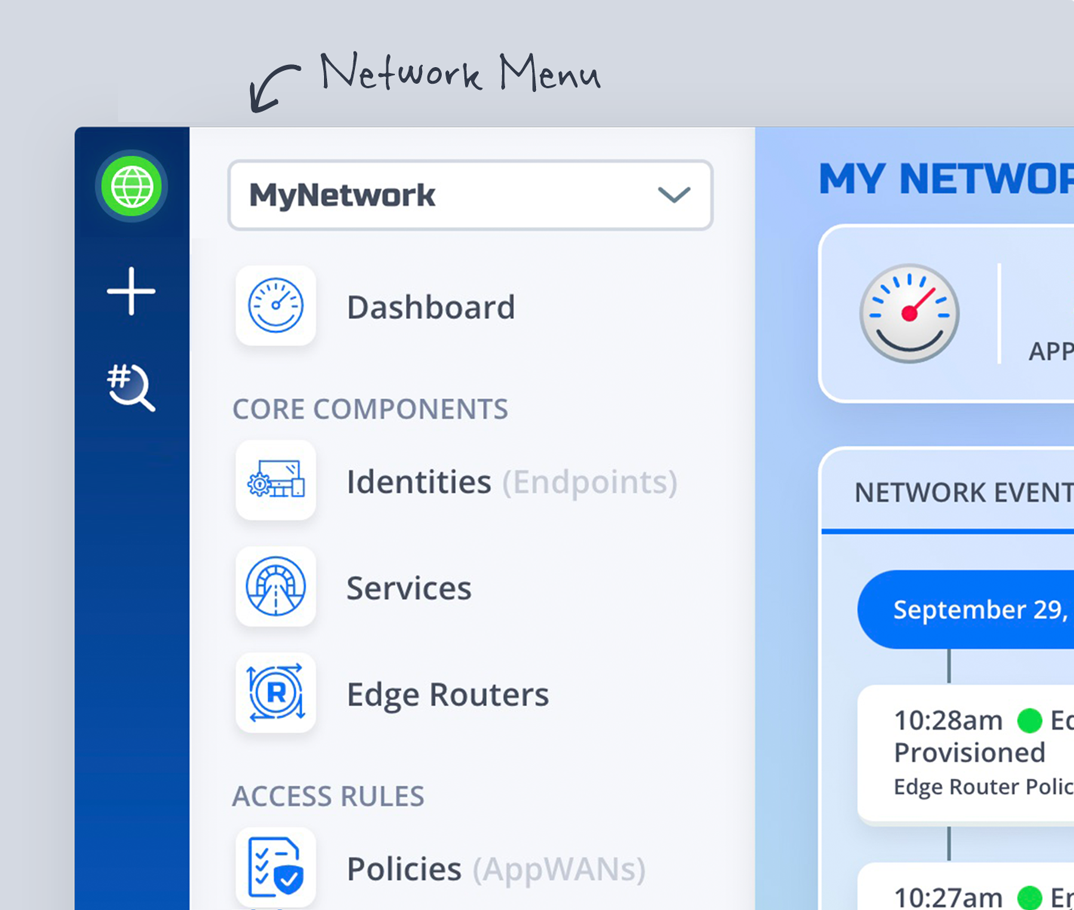 Network Menu
MyNetwork
Dashboard
CORE COMPONENTS
Identities (Endpoints)
Services
Edge Routers
ACCESS RULES
Policies (AppWANs)
MY NETWOR
APP
NETWORK EVENT
September 29,
10:28am Ed
Provisioned
Edge Router Polic
10:27am